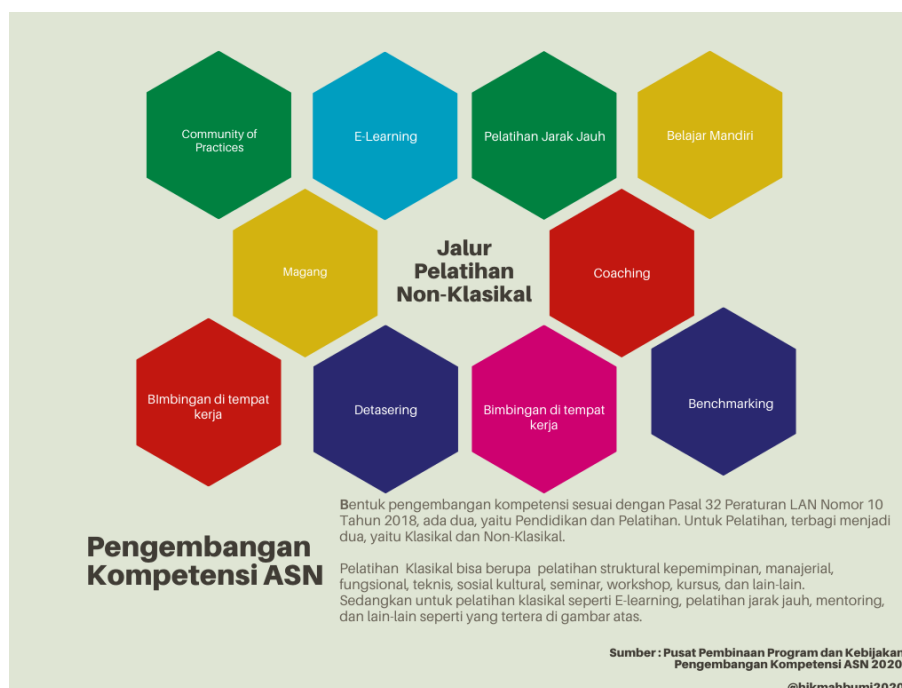 Community of
Practices
E-Learning
Pelatihan Jarak Jauh
Belajar Mandiri
Magang
Jalur
Pelatihan
Non-Klasikal
Coaching
BImbingan di tempat
kerja
Detasering
Bimbingan di tempat
kerja
Benchmarking
Pengembangan
Kompetensi ASN
Bentuk pengembangan kompetensi sesuai dengan Pasal 32 Peraturan LAN Nomor 10
Tahun 2018, ada dua, yaitu Pendidikan dan Pelatihan. Untuk Pelatihan, terbagi menjadi
dua, yaitu Klasikal dan Non-Klasikal.
Pelatihan Klasikal bisa berupa pelatihan struktural kepemimpinan, manajerial,
fungsional, teknis, sosial kultural, seminar, workshop, kursus, dan lain-lain.
Sedangkan untuk pelatihan klasikal seperti E-learning, pelatihan jarak jauh, mentoring,
dan lain-lain seperti yang tertera di gambar atas.
Sumber : Pusat Pembinaan Program dan Kebijakan
Pengembangan Kompetensi ASN 2020
@hikmahbumi2020